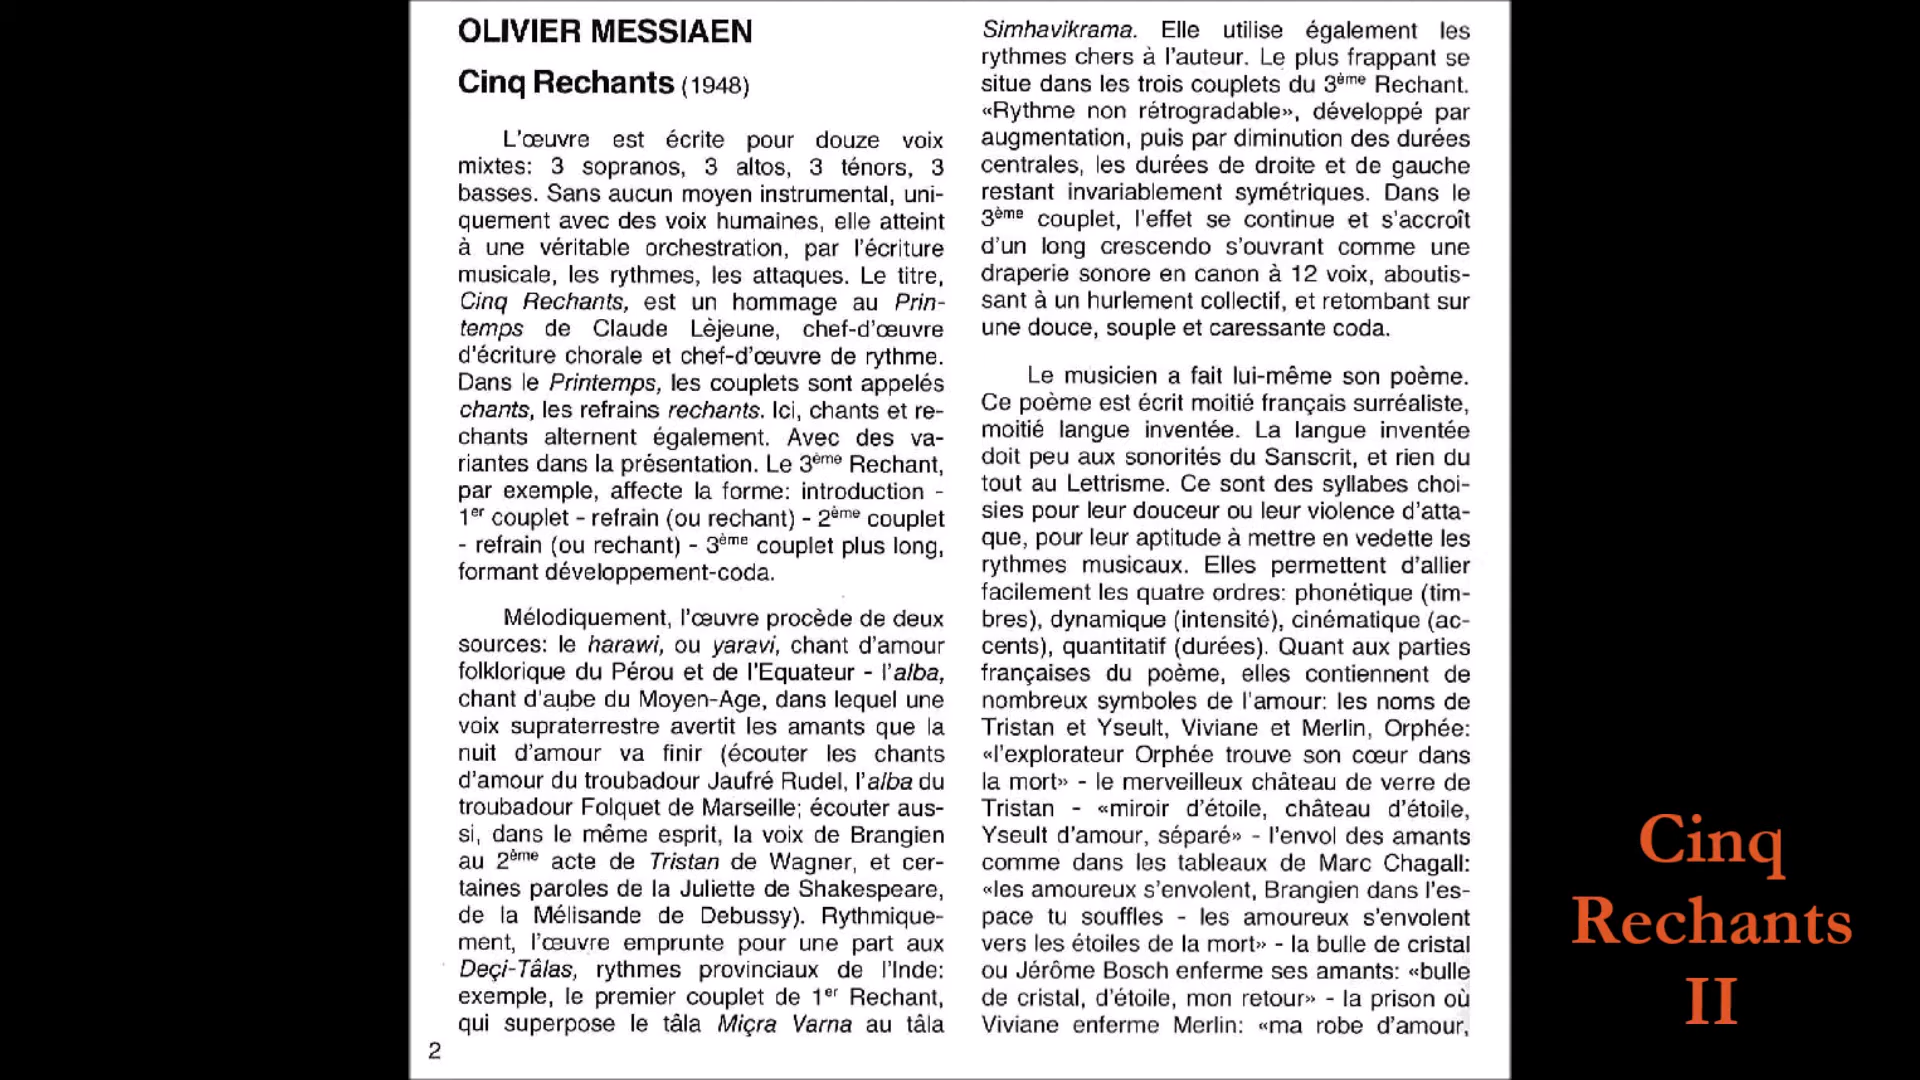 OLIVIER MESSIAEN
Cinq Rechants (1948)
L'œuvre est écrite pour douze voix
mixtes: 3 sopranos, 3 altos, 3 ténors, 3
basses. Sans aucun moyen instrumental, uni-
quement avec des voix humaines, elle atteint
à une véritable orchestration, par l'écriture
musicale, les rythmes, les attaques. Le titre,
Cinq Rechants, est un hommage au Prin-
temps de Claude Lèjeune, chef-d'œuvre
d'écriture chorale et chef-d'œuvre de rythme.
Dans le Printemps, les couplets sont appelés
chants, les refrains rechants. Ici, chants et re-
chants alternent également. Avec des va-
riantes dans la présentation. Le 3ème Rechant,
par exemple, affecte la forme: introduction -
1er couplet - refrain (ou rechant) - 2ème couplet
- refrain (ou rechant) - 3ème couplet plus long,
formant développement-coda.
Mélodiquement, l'œuvre procède de deux
sources: le harawi, ou yaravi, chant d'amour
folklorique du Pérou et de l'Equateur - l'alba,
chant d'aube du Moyen-Age, dans lequel une
voix supraterrestre avertit les amants que la
nuit d'amour va finir (écouter les chants
d'amour du troubadour Jaufré Rudel, l'alba du
troubadour Folquet de Marseille; écouter aus-
si, dans le même esprit, la voix de Brangien
au 2ème acte de Tristan de Wagner, et cer-
taines paroles de la Juliette de Shakespeare,
de la Mélisande de Debussy). Rythmique-
ment, l'œuvre emprunte pour une part aux
Deçi-Tâlas, rythmes provinciaux de l'Inde:
exemple, le premier couplet de 1er Rechant,
qui superpose le tâla Miçra Varna au tâla
2
Simhavikrama. Elle utilise également les
rythmes chers à l'auteur. Le plus frappant se
situe dans les trois couplets du 3ème Rechant.
«Rythme non rétrogradable», développé par
augmentation, puis par diminution des durées
centrales, les durées de droite et de gauche
restant invariablement symétriques. Dans le
3ème couplet, l'effet se continue et s'accroît
d'un long crescendo s'ouvrant comme une
draperie sonore en canon à 12 voix, aboutis-
sant à un hurlement collectif, et retombant sur
une douce, souple et caressante coda.
Le musicien a fait lui-même son poème.
Ce poème est écrit moitié français surréaliste,
moitié langue inventée. La langue inventée
doit peu aux sonorités du Sanscrit, et rien du
tout au Lettrisme. Ce sont des syllabes choi-
sies pour leur douceur ou leur violence d'atta-
que, pour leur aptitude à mettre en vedette les
rythmes musicaux. Elles permettent d'allier
facilement les quatre ordres: phonétique (tim-
bres), dynamique (intensité), cinématique (ac-
cents), quantitatif (durées). Quant aux parties
françaises du poème, elles contiennent de
nombreux symboles de l'amour: les noms de
Tristan et Yseult, Viviane et Merlin, Orphée:
«l'explorateur Orphée trouve son cœur dans
la mort» - le merveilleux château de verre de
Tristan - «miroir d'étoile, château d'étoile,
Yseult d'amour, séparé» - l'envol des amants
comme dans les tableaux de Marc Chagall:
«les amoureux s'envolent, Brangien dans l'es-
pace tu souffles - les amoureux s'envolent
vers les étoiles de la mort» - la bulle de cristal
ou Jérôme Bosch enferme ses amants: «bulle
de cristal, d'étoile, mon retour» - la prison où
Viviane enferme Merlin: «ma robe d'amour,
Cinq
Rechants
II